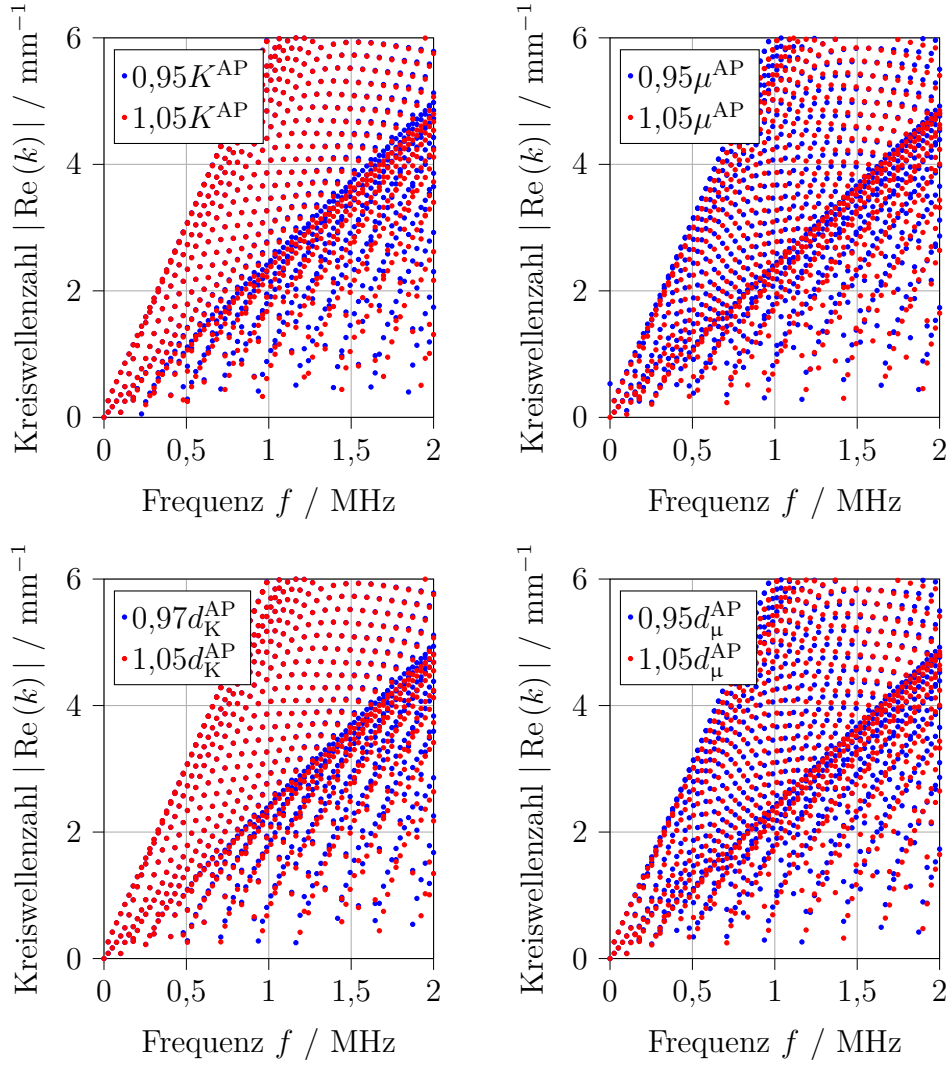 Kreiswellenzahl | Re (k) | / mm⁻¹
6
4
2
0
0,95K^AP
1,05K^AP
0
0,5
1
1,5
2
Frequenz f / MHz
Kreiswellenzahl | Re (k) | / mm⁻¹
6
4
2
0
0,95μ^AP
1,05μ^AP
0
0,5
1
1,5
2
Frequenz f / MHz
Kreiswellenzahl | Re (k) | / mm⁻¹
6
4
2
0
0,97d_K^AP
1,05d_K^AP
0
0,5
1
1,5
2
Frequenz f / MHz
Kreiswellenzahl | Re (k) | / mm⁻¹
6
4
2
0
0,95d_μ^AP
1,05d_μ^AP
0
0,5
1
1,5
2
Frequenz f / MHz